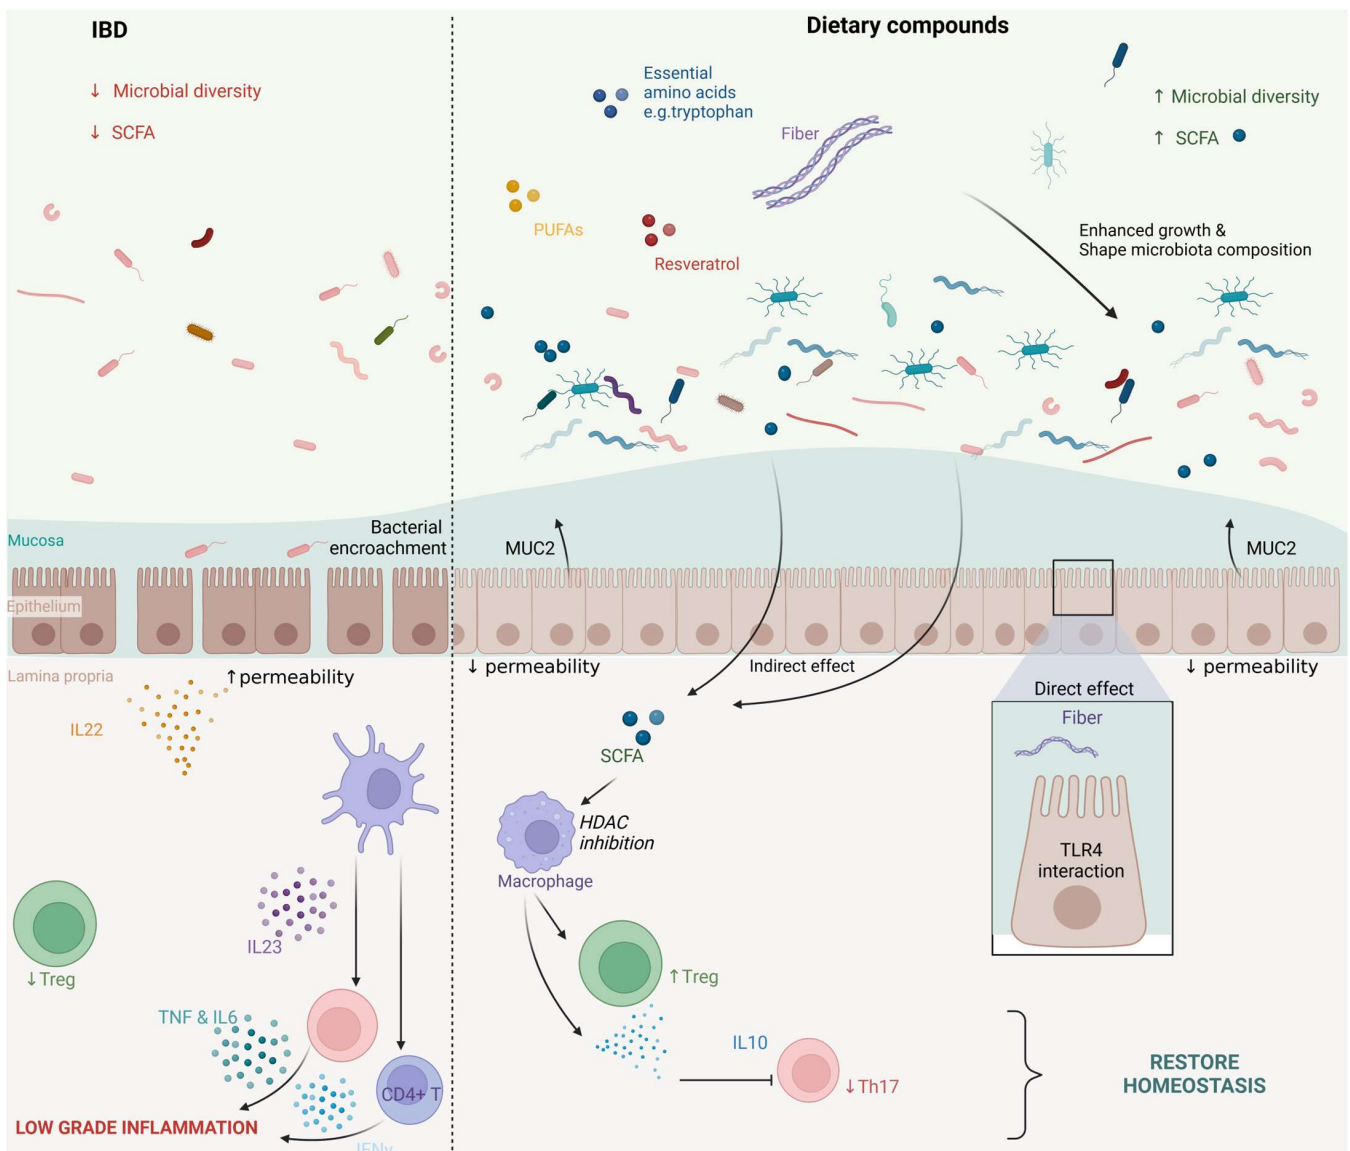 IBD
↓ Microbial diversity
↓ SCFA
Dietary compounds
Essential
amino acids
e.g.tryptophan
Fiber
PUFAs
Resveratrol
↑ Microbial diversity
↑ SCFA
Enhanced growth &
Shape microbiota composition
Mucosa
Bacterial
encroachment
MUC2
MUC2
Epithelium
Lamina propria
↑permeability
↓ permeability
Indirect effect
↓ permeability
IL22
IL23
↓Treg
TNF & IL6
CD4+ T
LOW GRADE INFLAMMATION
IFNγ
SCFA
HDAC
inhibition
Macrophage
↑Treg
IL10
↓Th17
Direct effect
Fiber
TLR4
interaction
RESTORE
HOMEOSTASIS